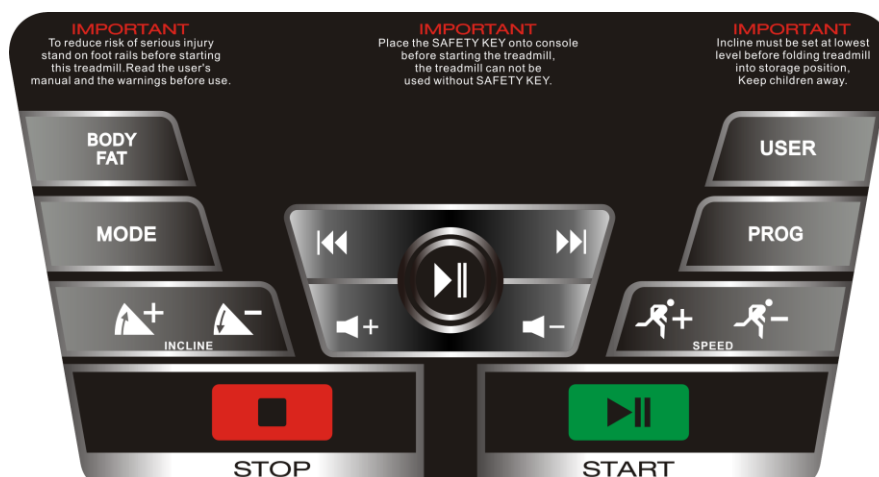 IMPORTANT
To reduce risk of serious injury
stand on foot rails before starting
this treadmill.Read the user's
manual and the warnings before use.
IMPORTANT
Place the SAFETY KEY onto console
before starting the treadmill,
the treadmill can not be
used without SAFETY KEY.
IMPORTANT
Incline must be set at lowest
level before folding treadmill
into storage position,
Keep children away.
BODY
FAT
USER
MODE
PROG
INCLINE
SPEED
STOP
START